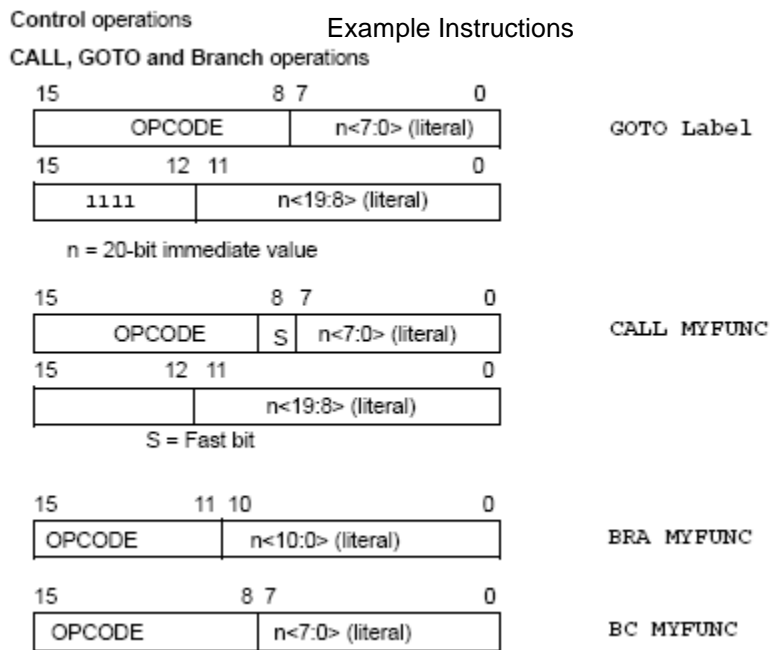 Control operations
Example Instructions
CALL, GOTO and Branch operations
15 8 7 0
OPCODE n<7:0> (literal) GOTO Label
15 12 11 0
1111 n<19:8> (literal)
n = 20-bit immediate value
15 8 7 0
OPCODE S n<7:0> (literal) CALL MYFUNC
15 12 11 0
n<19:8> (literal)
S = Fast bit
15 11 10 0
OPCODE n<10:0> (literal) BRA MYFUNC
15 8 7 0
OPCODE n<7:0> (literal) BC MYFUNC